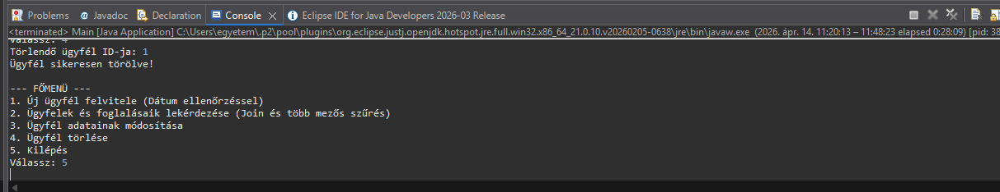 Problems Javadoc Declaration Console Eclipse IDE for Java Developers 2026-03 Release
<terminated> Main [Java Application] C:\Users\egyetem\.p2\pool\plugins\org.eclipse.justj.openjdk.hotspot.jre.full.win32.x86_64_21.0.10.v20260205-0638\jre\bin\javaw.exe (2026. ápr. 14. 11:20:13 – 11:48:23 elapsed 0:28:09) [pid: 38
Válassz: 4
Törlendő ügyfél ID-ja: 1
Ügyfél sikeresen törölve!
--- FŐMENÜ ---
1. Új ügyfél felvitele (Dátum ellenőrzéssel)
2. Ügyfelek és foglalásaik lekérdezése (Join és több mezős szűrés)
3. Ügyfél adatainak módosítása
4. Ügyfél törlése
5. Kilépés
Válassz: 5